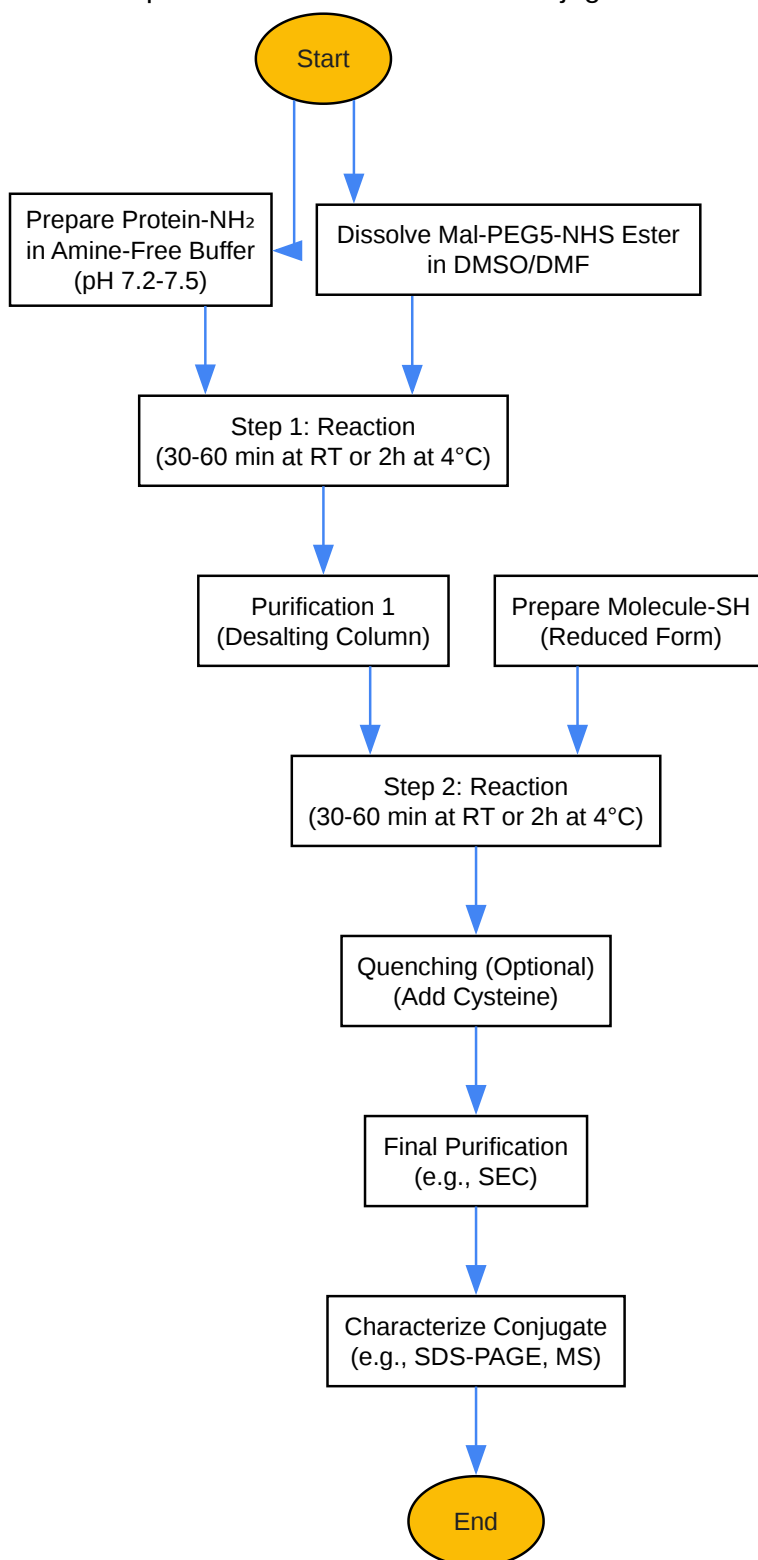 Start
Prepare Protein-NH₂
in Amine-Free Buffer
(pH 7.2-7.5)
Dissolve Mal-PEG5-NHS Ester
in DMSO/DMF
Step 1: Reaction
(30-60 min at RT or 2h at 4°C)
Purification 1
(Desalting Column)
Prepare Molecule-SH
(Reduced Form)
Step 2: Reaction
(30-60 min at RT or 2h at 4°C)
Quenching (Optional)
(Add Cysteine)
Final Purification
(e.g., SEC)
Characterize Conjugate
(e.g., SDS-PAGE, MS)
End